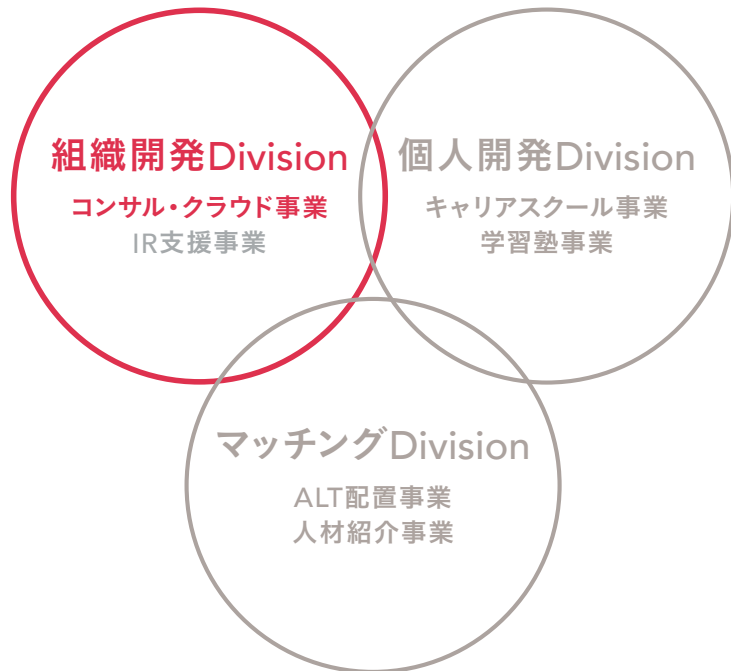 組織開発Division
コンサル・クラウド事業
IR支援事業
個人開発Division
キャリアスクール事業
学習塾事業
マッチングDivision
ALT配置事業
人材紹介事業